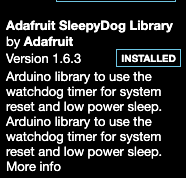 Adafruit SleepyDog Library
by Adafruit
Version 1.6.3 INSTALLED
Arduino library to use the
watchdog timer for system
reset and low power sleep.
Arduino library to use the
watchdog timer for system
reset and low power sleep.
More info